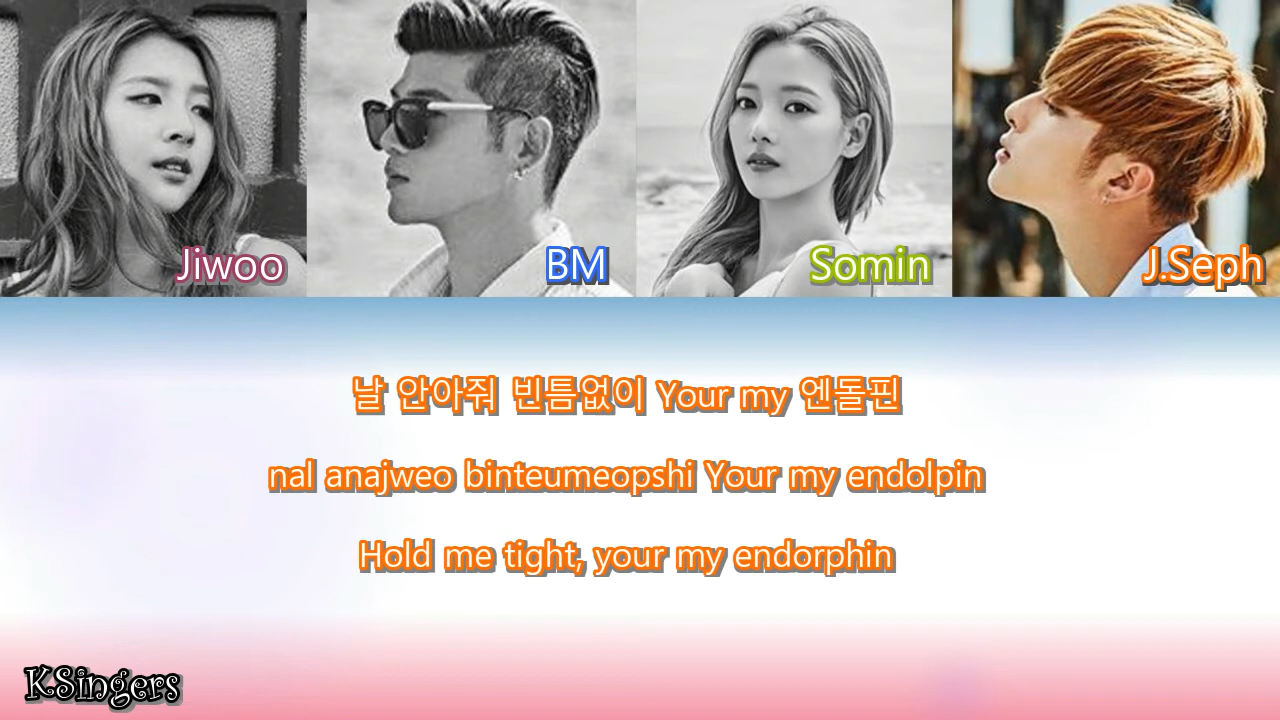 Jiwoo
BM
Somin
J.Seph
날 안아줘 빈틈없이 Your my 엔돌핀
nal anajweo binteumeopshi Your my endolpin
Hold me tight, your my endorphin
KSingers